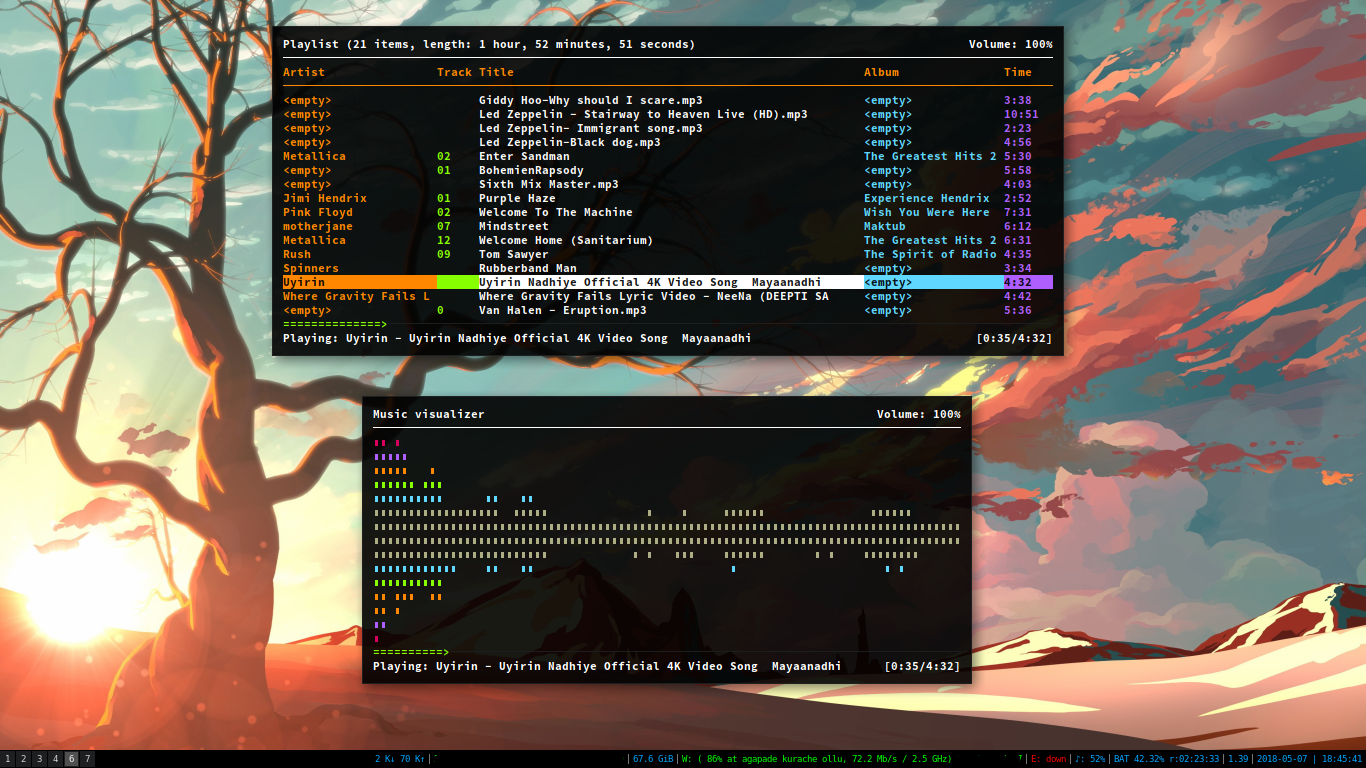 Playlist (21 items, length: 1 hour, 52 minutes, 51 seconds) Volume: 100%
Artist Track Title Album Time
<empty> Giddy Hoo-Why should I scare.mp3 <empty> 3:38
<empty> Led Zeppelin - Stairway to Heaven Live (HD).mp3 <empty> 10:51
<empty> Led Zeppelin- Immigrant song.mp3 <empty> 2:23
<empty> Led Zeppelin-Black dog.mp3 <empty> 4:56
Metallica 02 Enter Sandman The Greatest Hits 2 5:30
<empty> 01 BohemienRapsody <empty> 5:58
<empty> Sixth Mix Master.mp3 <empty> 4:03
Jimi Hendrix 01 Purple Haze Experience Hendrix 2:52
Pink Floyd 02 Welcome To The Machine Wish You Were Here 7:31
motherjane 07 Mindstreet Maktub 6:12
Metallica 12 Welcome Home (Sanitarium) The Greatest Hits 2 6:31
Rush 09 Tom Sawyer The Spirit of Radio 4:35
Spinners Rubberband Man <empty> 3:34
Uyirin Uyirin Nadhiye Official 4K Video Song  Mayaanadhi <empty> 4:32
Where Gravity Fails L Where Gravity Fails Lyric Video - NeeNa (DEEPTI SA <empty> 4:42
<empty> 0 Van Halen - Eruption.mp3 <empty> 5:36
==============>
Playing: Uyirin - Uyirin Nadhiye Official 4K Video Song  Mayaanadhi [0:35/4:32]
Music visualizer Volume: 100%
==========>
Playing: Uyirin - Uyirin Nadhiye Official 4K Video Song  Mayaanadhi [0:35/4:32]
1 2 3 4 6 7 2 K↓ 70 K↑ | | 67.6 GiB | W: ( 86% at agapade kurache ollu, 72.2 Mb/s / 2.5 GHz) | E: down | ♪: 52% | BAT 42.32% r:02:23:33 | 1.39 | 2018-05-07 | 18:45:41